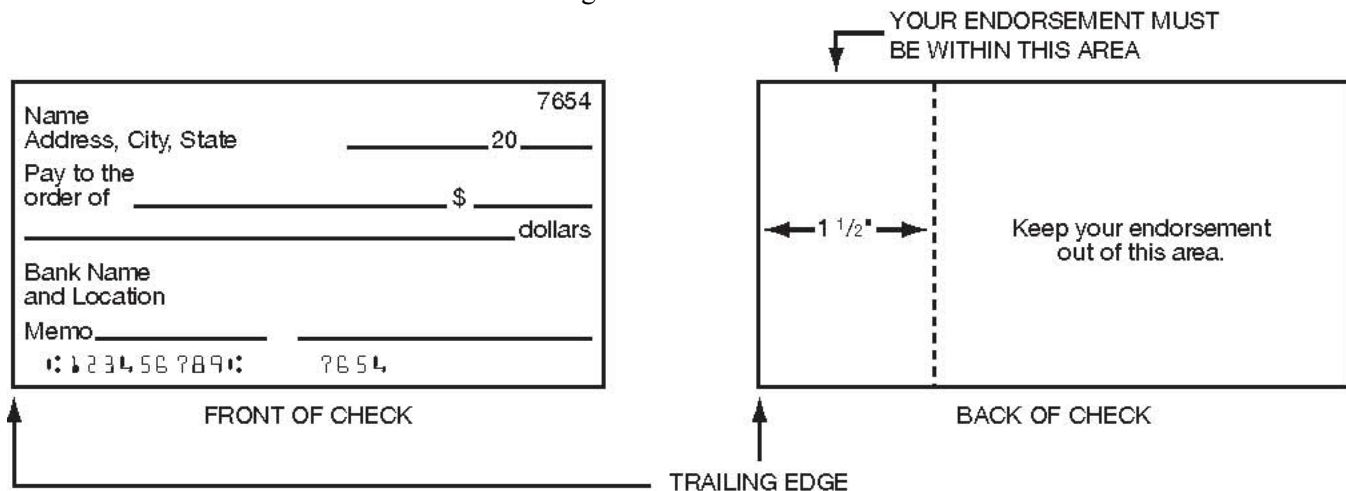 g
YOUR ENDORSEMENT MUST
BE WITHIN THIS AREA
7654
Name
Address, City, State 20
Pay to the
order of $
dollars
Bank Name
and Location
Memo
⑆123456789⑆ 7654
FRONT OF CHECK
1 1/2"
Keep your endorsement
out of this area.
BACK OF CHECK
TRAILING EDGE